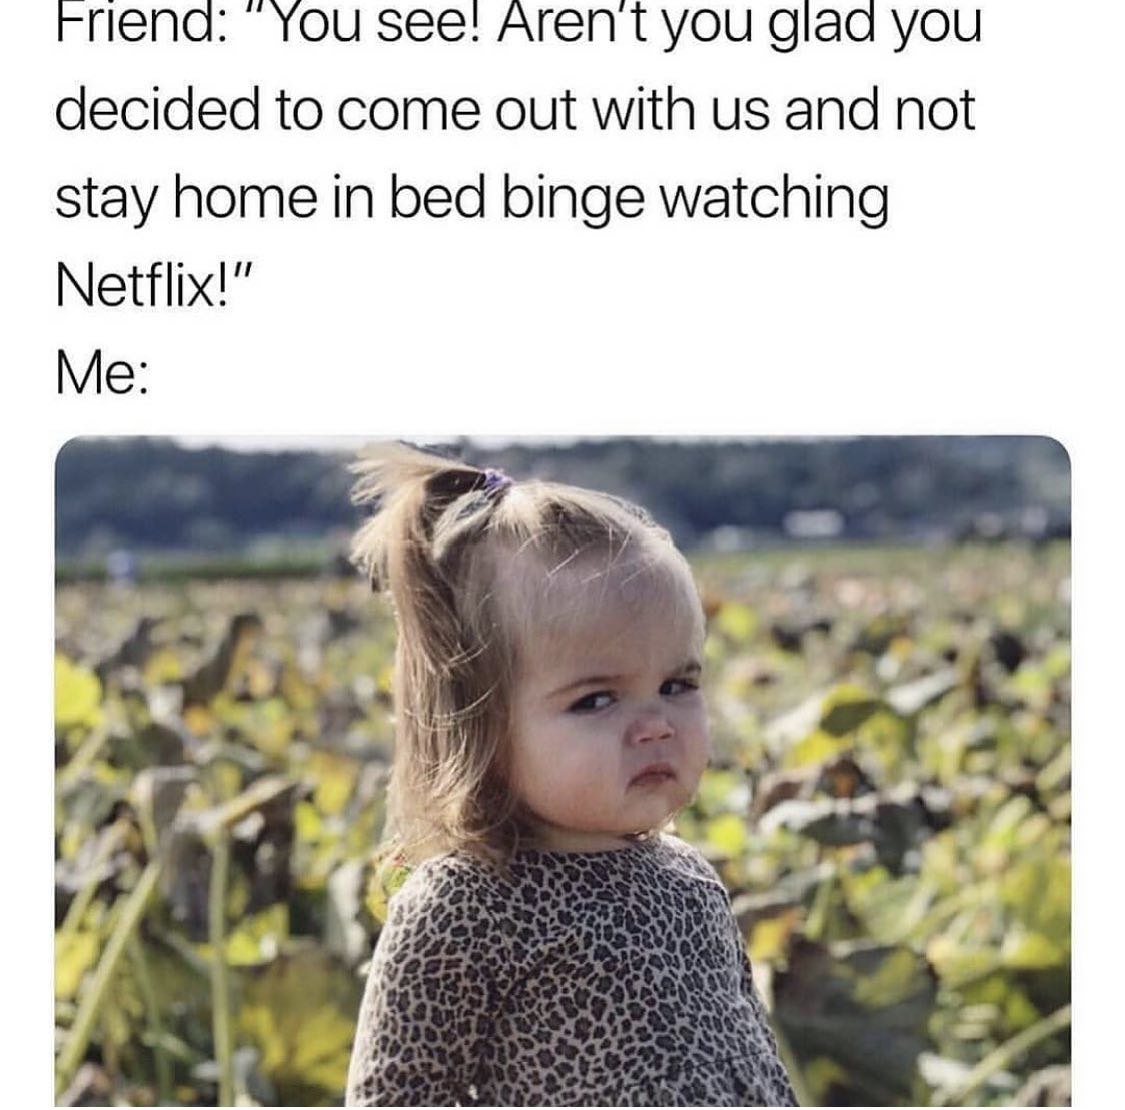 Friend: "You see! Aren't you glad you
decided to come out with us and not
stay home in bed binge watching
Netflix!"
Me: